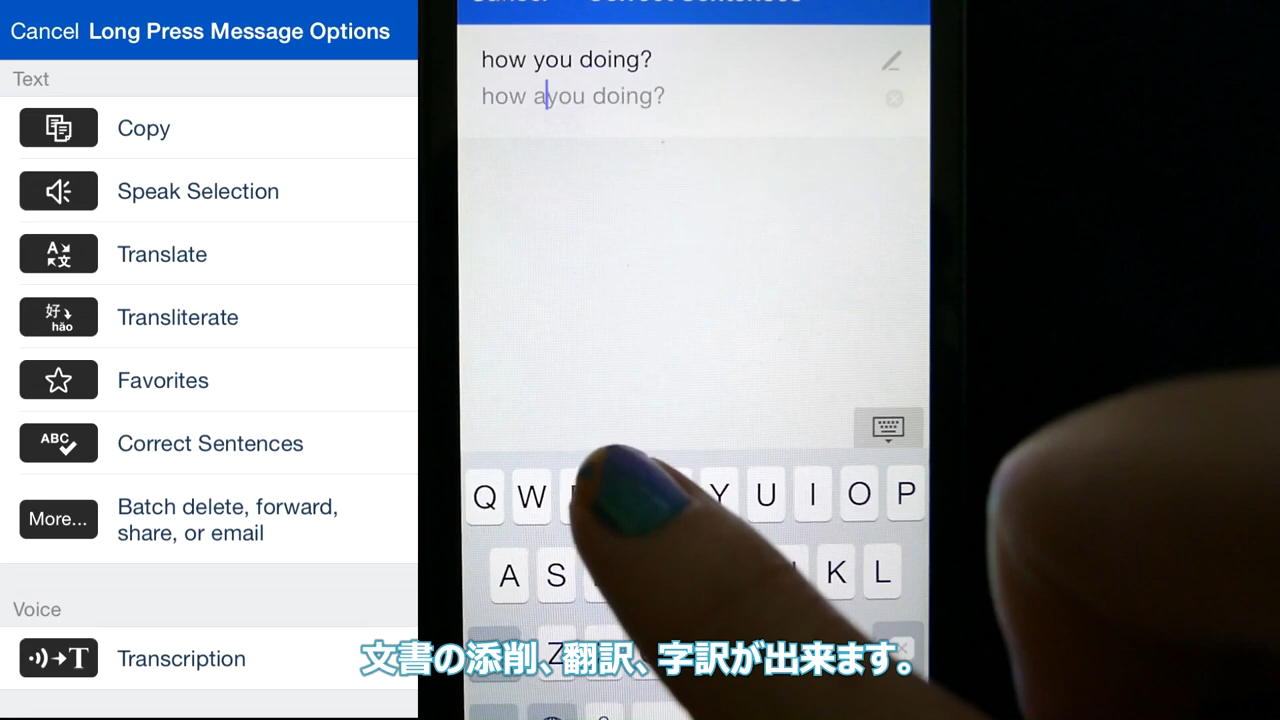 Cancel Long Press Message Options
Text
Copy
Speak Selection
A 文
Translate
好 hǎo
Transliterate
Favorites
ABC
Correct Sentences
More...
Batch delete, forward,
share, or email
Voice
T
Transcription
how you doing?
how ayou doing?
Q W Y U I O P
A S K L
Z
文書の添削、翻訳、字訳が出来ます。